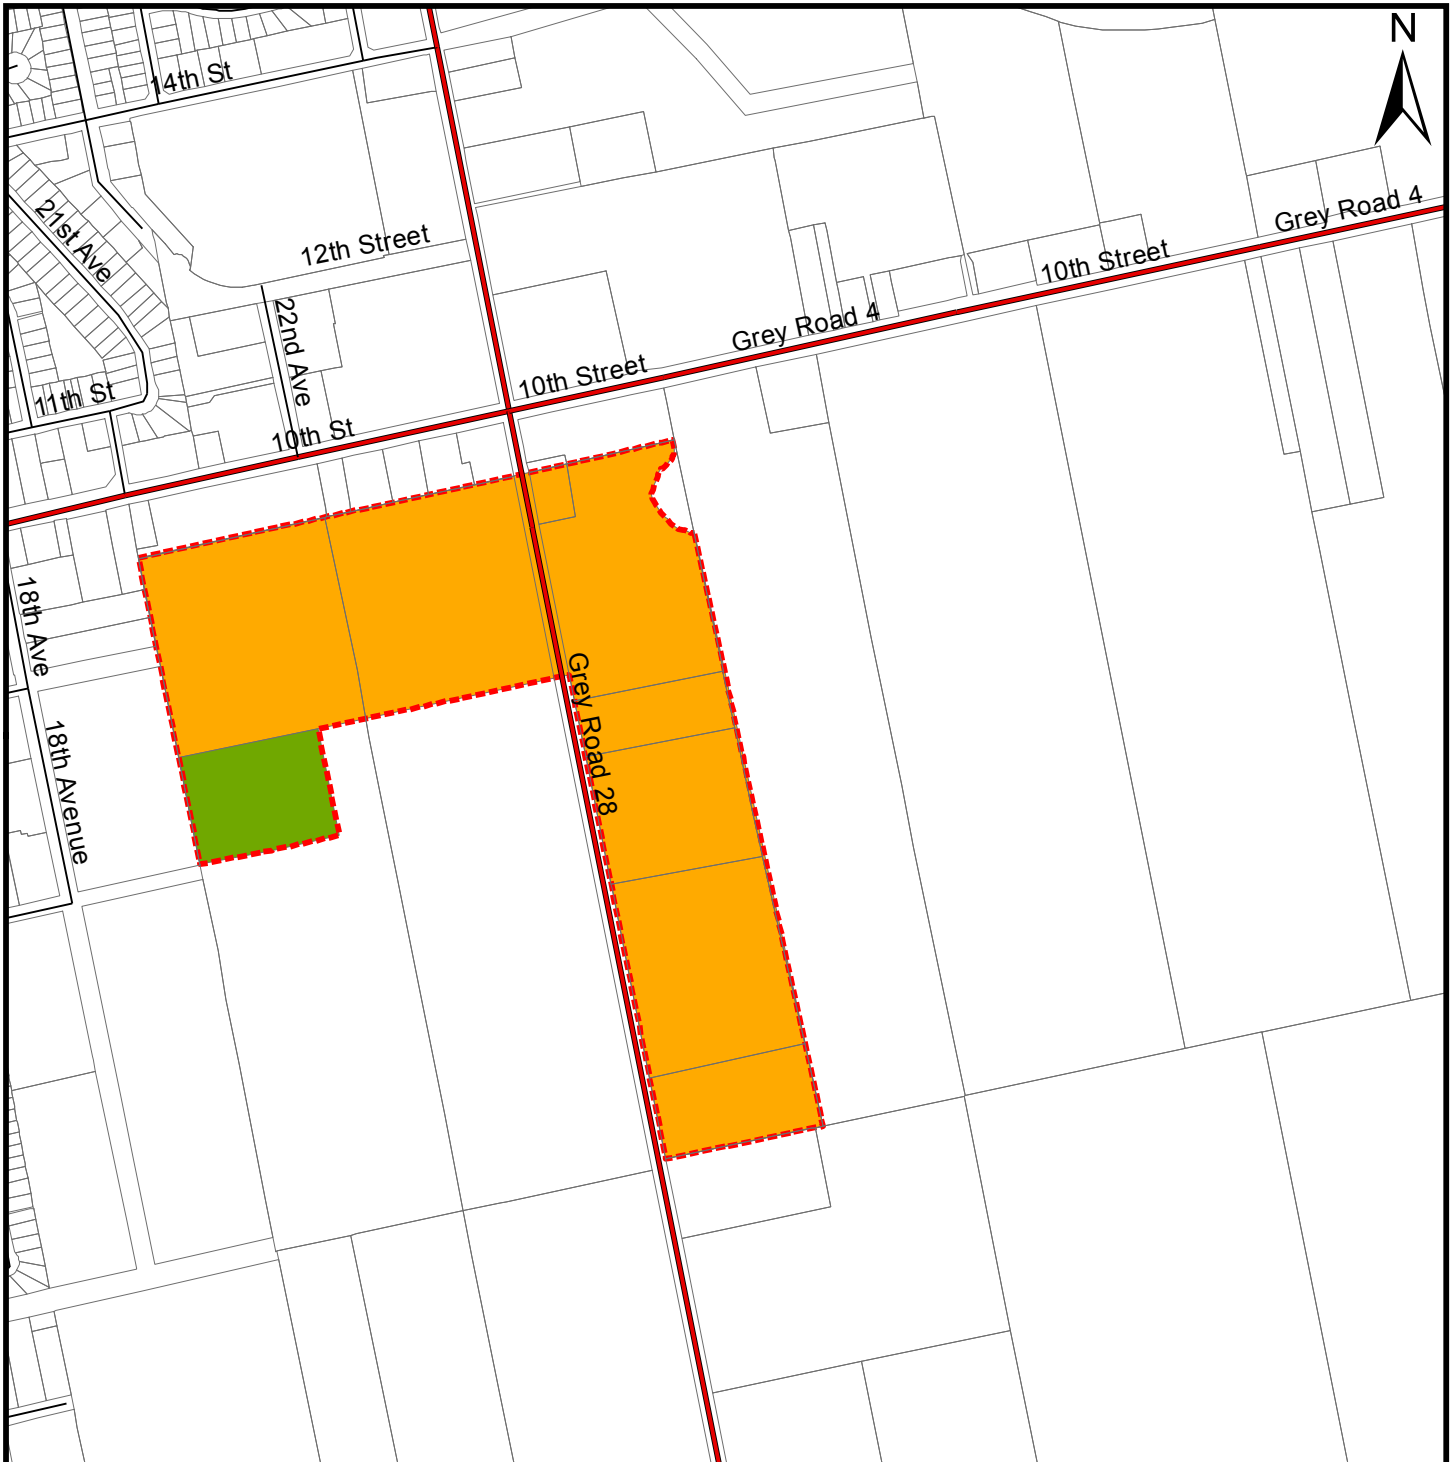 N
14th St
Grey Road 4
21st Ave
12th Street
10th Street
22nd Ave
Grey Road 4
10th Street
11th St
10th St
18th Ave
Grey Road 28
18th Avenue